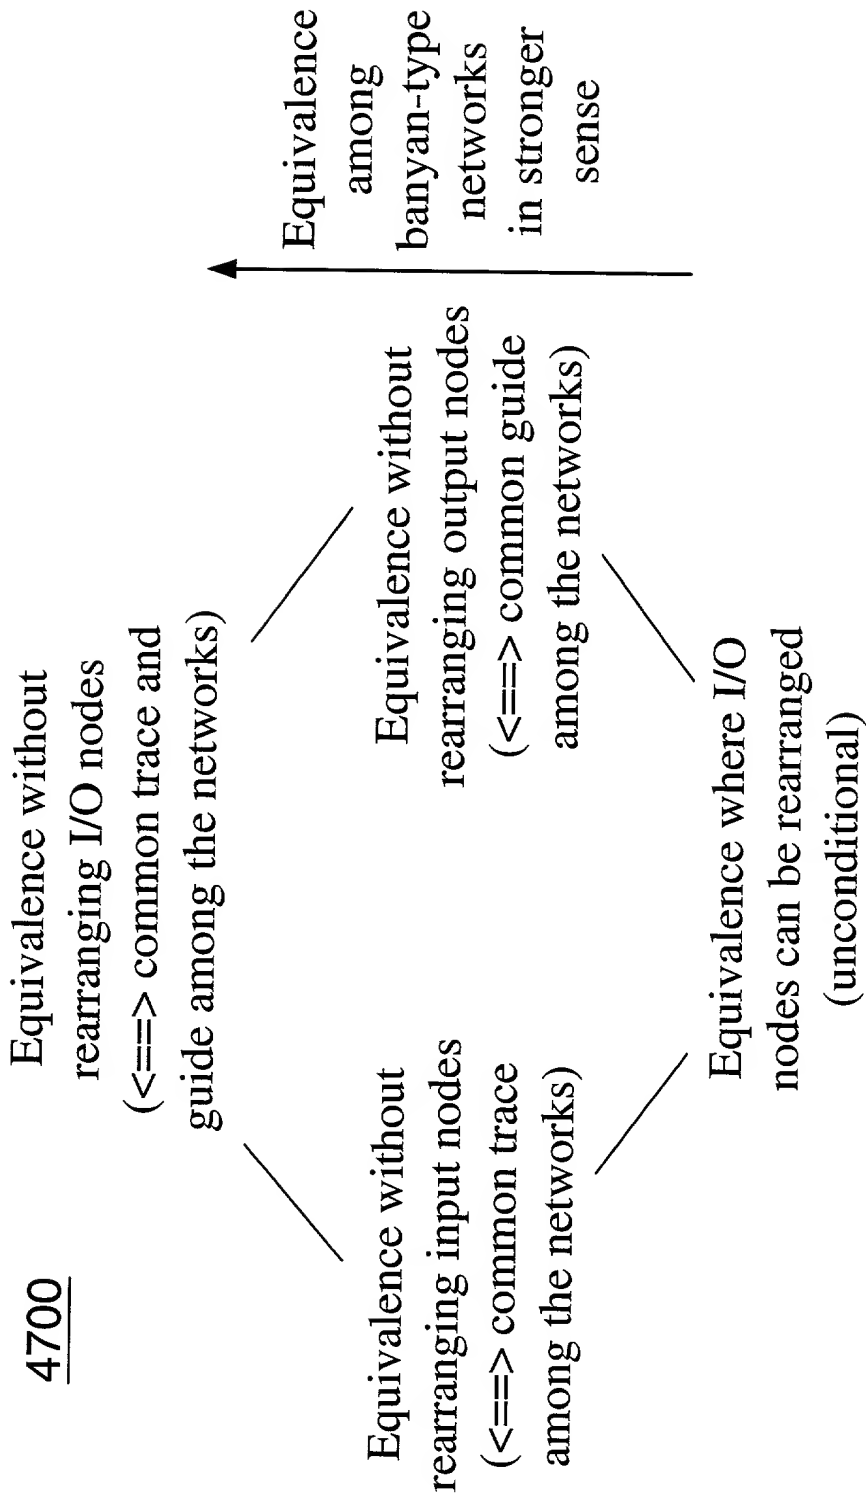 4700
Equivalence without
rearranging I/O nodes
(<==> common trace and
guide among the networks)
Equivalence without
rearranging input nodes
(<==> common trace
among the networks)
Equivalence without
rearranging output nodes
(<==> common guide
among the networks)
Equivalence where I/O
nodes can be rearranged
(unconditional)
Equivalence
among
banyan-type
networks
in stronger
sense